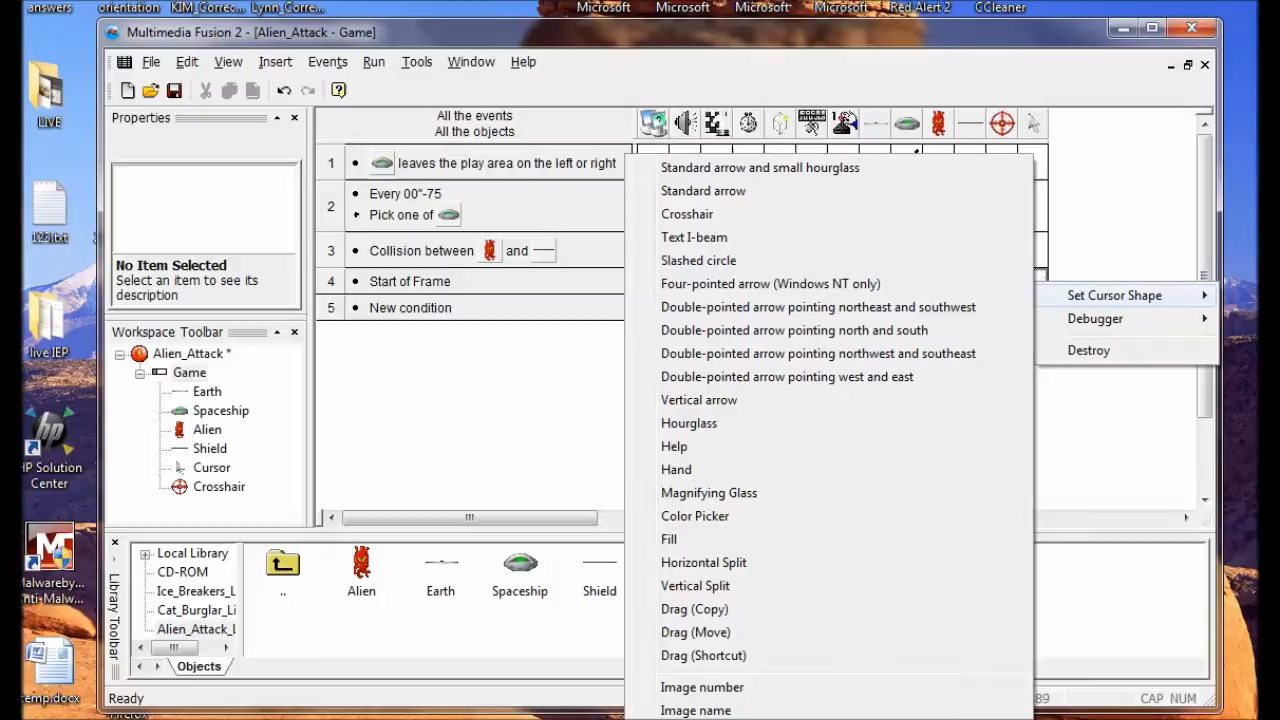 answers
orientation
KIM_Correc...
Lynn_Corre...
Microsoft
Microsoft
Microsoft
Microsoft
Red Alert 2
CCleaner
Multimedia Fusion 2 - [Alien_Attack - Game]
File Edit View Insert Events Run Tools Window Help
Properties
No Item Selected
Select an item to see its
description
Workspace Toolbar
Alien_Attack *
Game
Earth
Spaceship
Alien
Shield
Cursor
Crosshair
All the events
All the objects
1 • leaves the play area on the left or right
2 • Every 00"-75
+ Pick one of
3 • Collision between and
4 • Start of Frame
5 • New condition
Standard arrow and small hourglass
Standard arrow
Crosshair
Text I-beam
Slashed circle
Four-pointed arrow (Windows NT only)
Double-pointed arrow pointing northeast and southwest
Double-pointed arrow pointing north and south
Double-pointed arrow pointing northwest and southeast
Double-pointed arrow pointing west and east
Vertical arrow
Hourglass
Help
Hand
Magnifying Glass
Color Picker
Fill
Horizontal Split
Vertical Split
Drag (Copy)
Drag (Move)
Drag (Shortcut)
Image number
Image name
Set Cursor Shape
Debugger
Destroy
Library Toolbar
Local Library
CD-ROM
Ice_Breakers_L
Cat_Burglar_Li
Alien_Attack_L
..
Alien
Earth
Spaceship
Shield
Objects
Ready
89
CAP NUM
LIVE
123.txt
live IEP
HP Solution
Center
Malwareby...
Anti-Malw...
temp.docx
Firefox